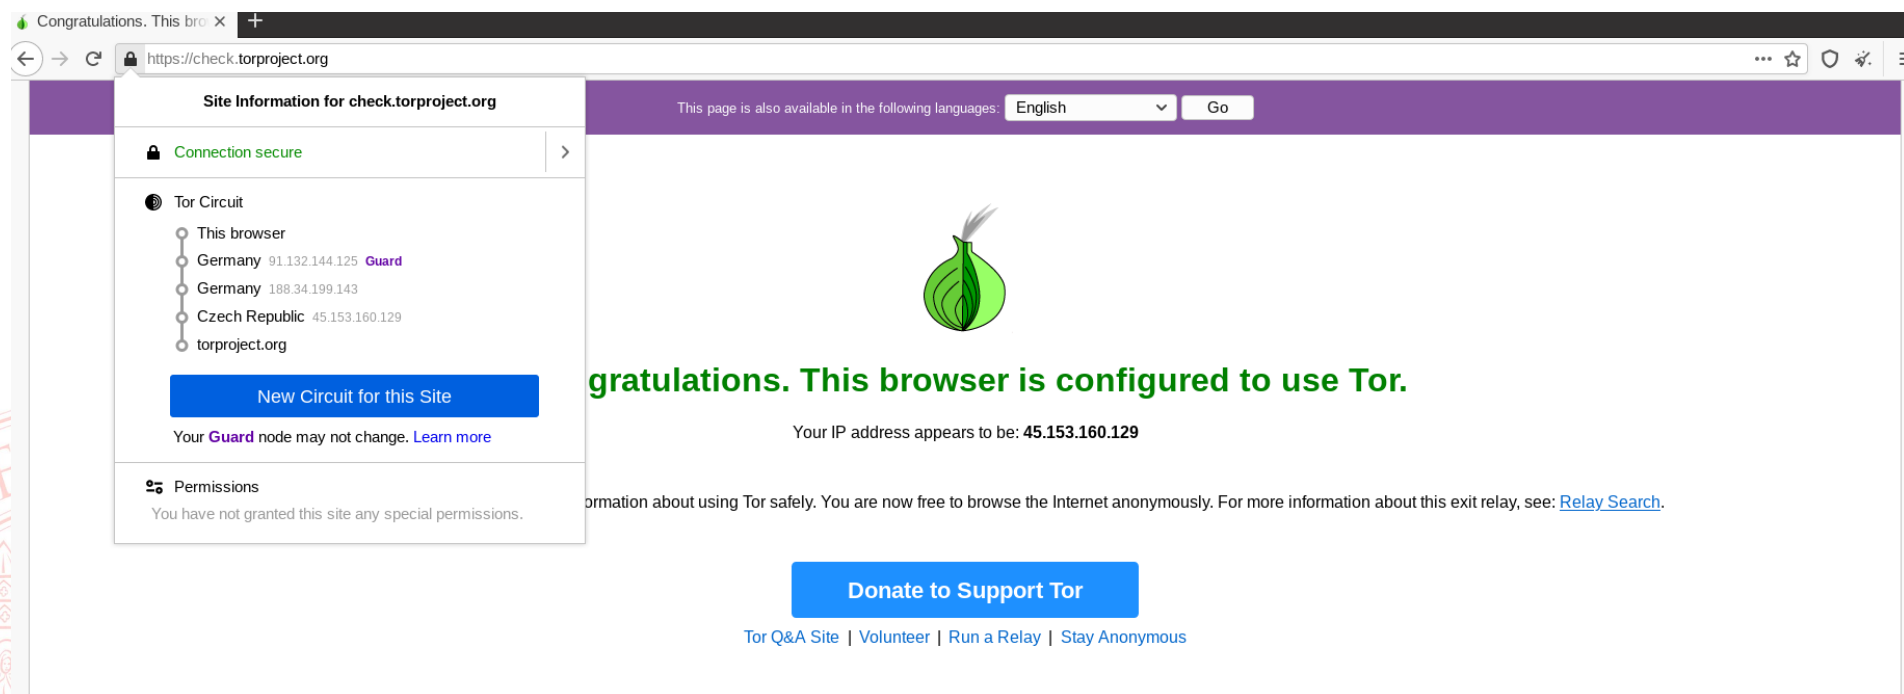 Congratulations. This bro
https://check.torproject.org
Site Information for check.torproject.org
This page is also available in the following languages: English Go
Connection secure
Tor Circuit
This browser
Germany 91.132.144.125 Guard
Germany 188.34.199.143
Czech Republic 45.153.160.129
torproject.org
New Circuit for this Site
gratulations. This browser is configured to use Tor.
Your Guard node may not change. Learn more
Your IP address appears to be: 45.153.160.129
Permissions
You have not granted this site any special permissions.
ormation about using Tor safely. You are now free to browse the Internet anonymously. For more information about this exit relay, see: Relay Search.
Donate to Support Tor
Tor Q&A Site | Volunteer | Run a Relay | Stay Anonymous